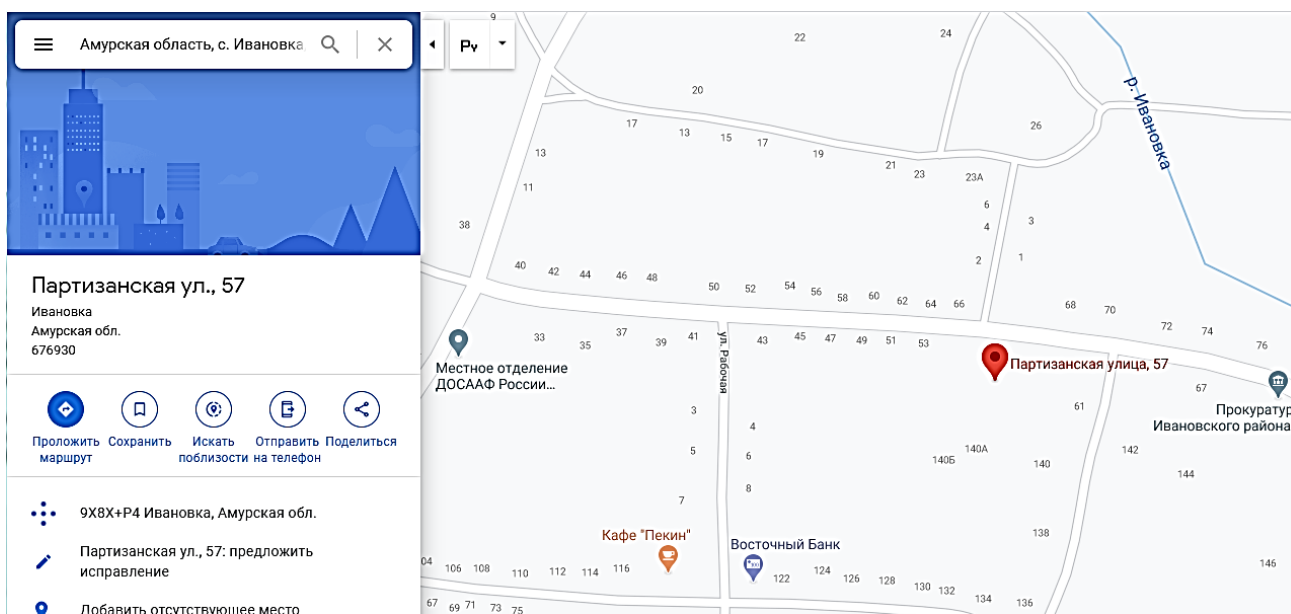 Амурская область, с. Ивановка
Ру
Партизанская ул., 57
Ивановка
Амурская обл.
676930
Проложить
маршрут
Сохранить
Искать
поблизости
Отправить
на телефон
Поделиться
9X8X+P4 Ивановка, Амурская обл.
Партизанская ул., 57: предложить
исправление
Добавить отсутствующее место
9
22
24
20
17
13
15
17
19
21
23
23А
26
р. Ивановка
13
11
6
4
3
38
2
1
40
42
44
46
48
50
52
54
56
58
60
62
64
66
68
70
72
74
76
33
35
37
39
41
43
45
47
49
51
53
ул. Рабочая
Местное отделение
ДОСААФ России...
Партизанская улица, 57
67
61
Прокуратур
Ивановского района
3
4
5
6
7
8
140Б
140А
140
142
144
138
146
Кафе "Пекин"
Восточный Банк
04
106
108
110
112
114
116
122
124
126
128
130
132
134
136
67
69
71
73
75